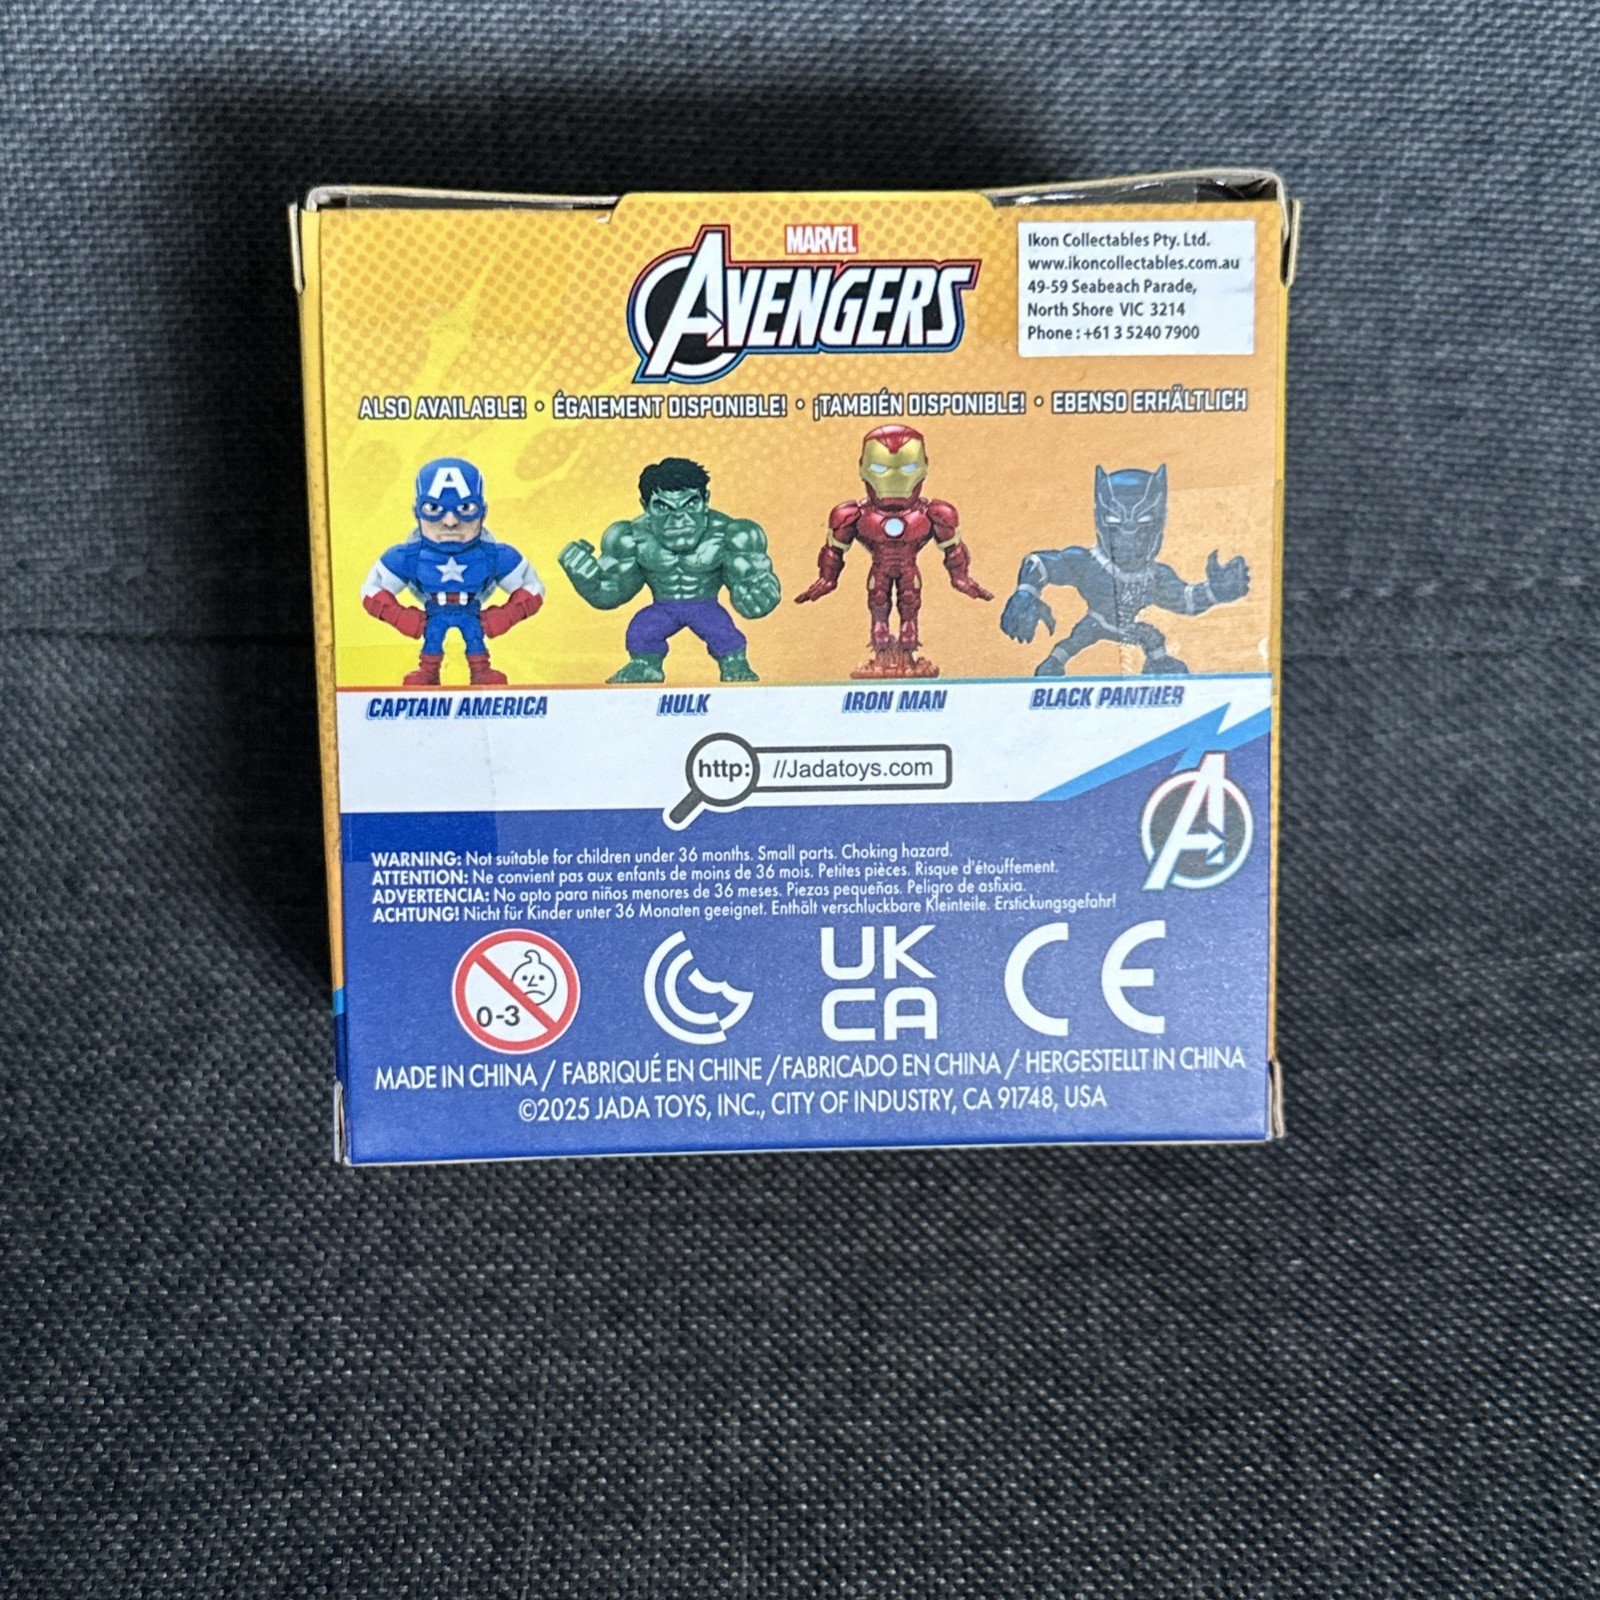 MARVEL
AVENGERS
Ikon Collectables Pty. Ltd.
www.ikoncollectables.com.au
49-59 Seabeach Parade,
North Shore VIC 3214
Phone : +61 3 5240 7900
ALSO AVAILABLE! • ÉGAIEMENT DISPONIBLE! • ¡TAMBIÉN DISPONIBLE! • EBENSO ERHÄLTLICH
A
CAPTAIN AMERICA HULK IRON MAN BLACK PANTHER
http: //Jadatoys.com
A
WARNING: Not suitable for children under 36 months. Small parts. Choking hazard.
ATTENTION: Ne convient pas aux enfants de moins de 36 mois. Petites pièces. Risque d'étouffement.
ADVERTENCIA: No apto para niños menores de 36 meses. Piezas pequeñas. Peligro de asfixia.
ACHTUNG! Nicht für Kinder unter 36 Monaten geeignet. Enthält verschluckbare Kleinteile. Erstickungsgefahr!
0-3
UK
CA
CE
MADE IN CHINA / FABRIQUÉ EN CHINE / FABRICADO EN CHINA / HERGESTELLT IN CHINA
©2025 JADA TOYS, INC., CITY OF INDUSTRY, CA 91748, USA